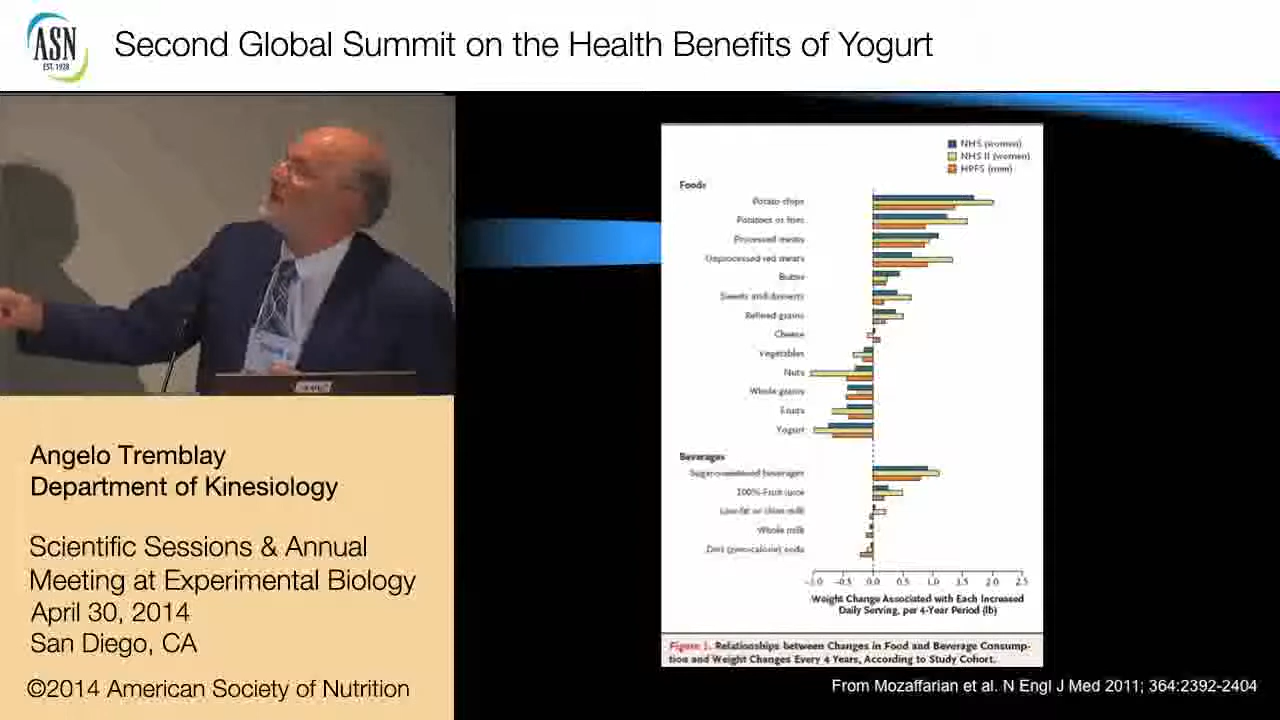 ASN
EST. 1928
Second Global Summit on the Health Benefits of Yogurt
Angelo Tremblay
Department of Kinesiology
Scientific Sessions & Annual
Meeting at Experimental Biology
April 30, 2014
San Diego, CA
©2014 American Society of Nutrition
NHS (women)
NHS II (women)
HPFS (men)
Foods
Potato chips
Potatoes or fries
Processed meats
Unprocessed red meats
Butter
Sweets and desserts
Refined grains
Cheese
Vegetables
Nuts
Whole grains
Fruits
Yogurt
Beverages
Sugar-sweetened beverages
100%-Fruit juice
Low-fat or skim milk
Whole milk
Diet (zero-calorie) soda
-1.0 -0.5 0.0 0.5 1.0 1.5 2.0 2.5
Weight Change Associated with Each Increased
Daily Serving, per 4-Year Period (lb)
Figure 1. Relationships between Changes in Food and Beverage Consump-
tion and Weight Changes Every 4 Years, According to Study Cohort.
From Mozaffarian et al. N Engl J Med 2011; 364:2392-2404